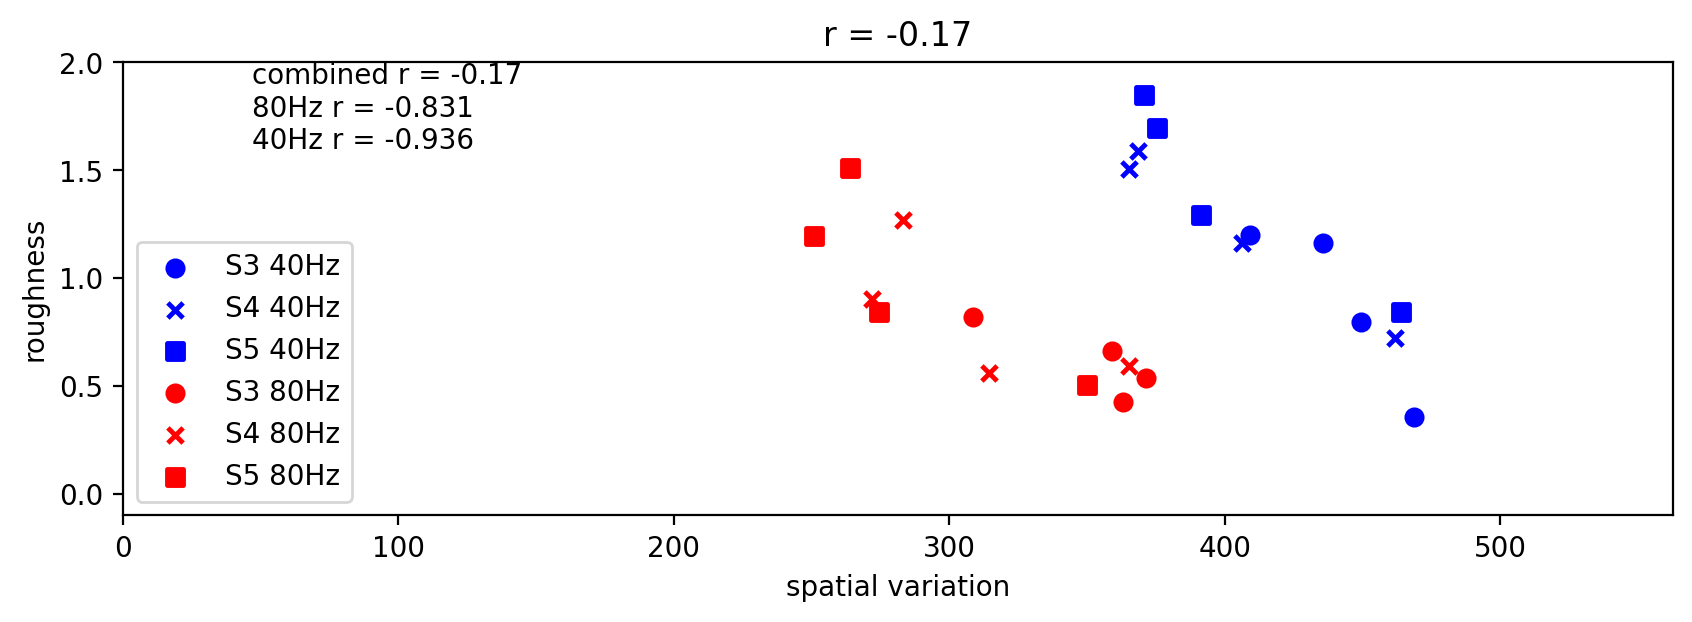 r = -0.17
combined r = -0.17
80Hz r = -0.831
40Hz r = -0.936
2.0
1.5
1.0
0.5
0.0
roughness
S3 40Hz
S4 40Hz
S5 40Hz
S3 80Hz
S4 80Hz
S5 80Hz
0 100 200 300 400 500
spatial variation